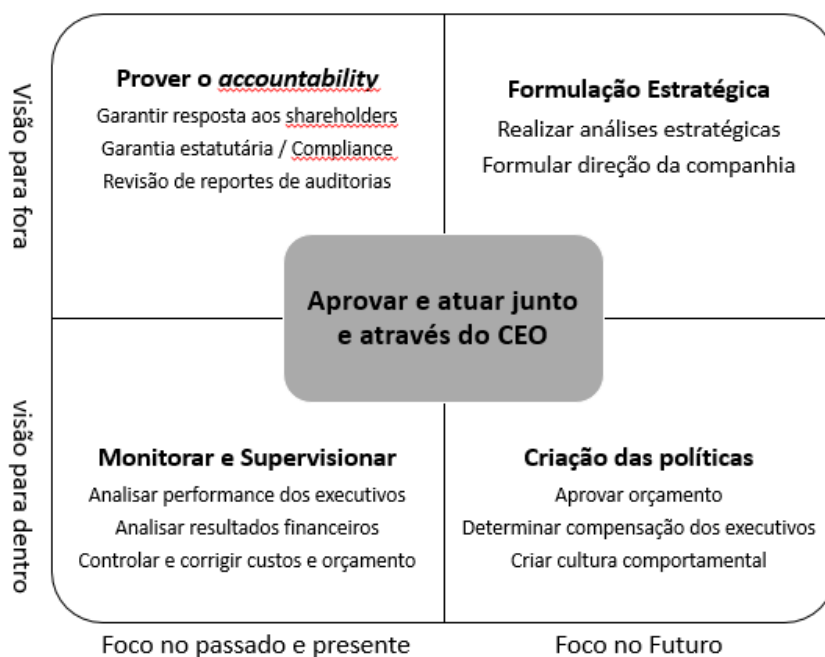 Visão para fora
Prover o accountability
Garantir resposta aos shareholders
Garantia estatutária / Compliance
Revisão de reportes de auditorias
Formulação Estratégica
Realizar análises estratégicas
Formular direção da companhia
Aprovar e atuar junto
e através do CEO
visão para dentro
Monitorar e Supervisionar
Analisar performance dos executivos
Analisar resultados financeiros
Controlar e corrigir custos e orçamento
Criação das políticas
Aprovar orçamento
Determinar compensação dos executivos
Criar cultura comportamental
Foco no passado e presente
Foco no Futuro